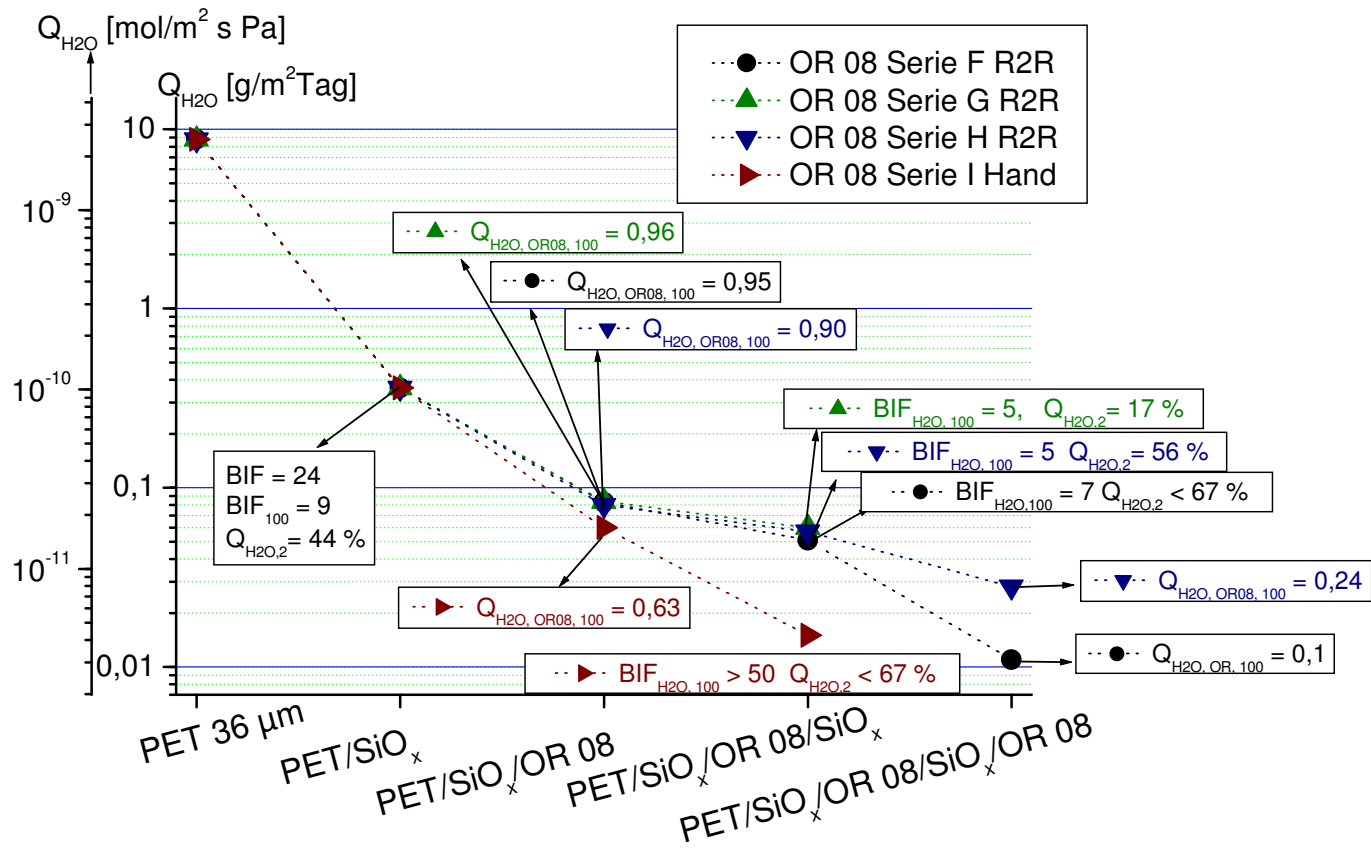 Q_H2O [mol/m² s Pa]
Q_H2O [g/m²Tag]
OR 08 Serie F R2R
OR 08 Serie G R2R
OR 08 Serie H R2R
OR 08 Serie I Hand
10
1
0,1
0,01
10⁻⁹
10⁻¹⁰
10⁻¹¹
Q_H2O, OR08, 100 = 0,96
Q_H2O, OR08, 100 = 0,95
Q_H2O, OR08, 100 = 0,90
BIF_H2O, 100 = 5, Q_H2O,2 = 17 %
BIF_H2O, 100 = 5 Q_H2O,2 = 56 %
BIF_H2O,100 = 7 Q_H2O,2 < 67 %
BIF = 24
BIF_100 = 9
Q_H2O,2 = 44 %
Q_H2O, OR08, 100 = 0,63
Q_H2O, OR08, 100 = 0,24
Q_H2O, OR, 100 = 0,1
BIF_H2O, 100 > 50 Q_H2O,2 < 67 %
PET 36 µm
PET/SiO_x
PET/SiO_x/OR 08
PET/SiO_x/OR 08/SiO_x
PET/SiO_x/OR 08/SiO_x/OR 08